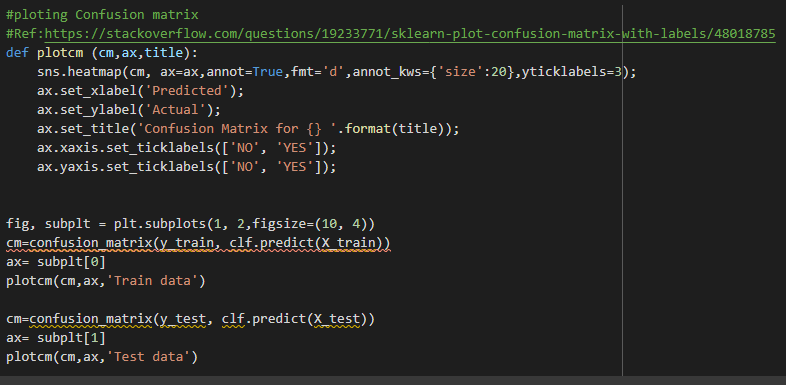 #ploting Confusion matrix
#Ref:https://stackoverflow.com/questions/19233771/sklearn-plot-confusion-matrix-with-labels/48018785
def plotcm (cm,ax,title):
    sns.heatmap(cm, ax=ax,annot=True,fmt='d',annot_kws={'size':20},yticklabels=3);
    ax.set_xlabel('Predicted');
    ax.set_ylabel('Actual');
    ax.set_title('Confusion Matrix for {} '.format(title));
    ax.xaxis.set_ticklabels(['NO', 'YES']);
    ax.yaxis.set_ticklabels(['NO', 'YES']);
fig, subplt = plt.subplots(1, 2,figsize=(10, 4))
cm=confusion_matrix(y_train, clf.predict(X_train))
ax= subplt[0]
plotcm(cm,ax,'Train data')
cm=confusion_matrix(y_test, clf.predict(X_test))
ax= subplt[1]
plotcm(cm,ax,'Test data')